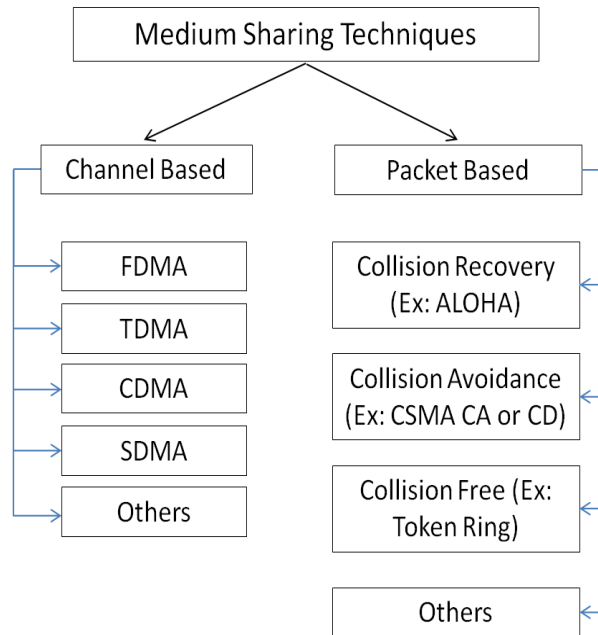 Medium Sharing Techniques
Channel Based
Packet Based
FDMA
TDMA
CDMA
SDMA
Others
Collision Recovery
(Ex: ALOHA)
Collision Avoidance
(Ex: CSMA CA or CD)
Collision Free (Ex:
Token Ring)
Others